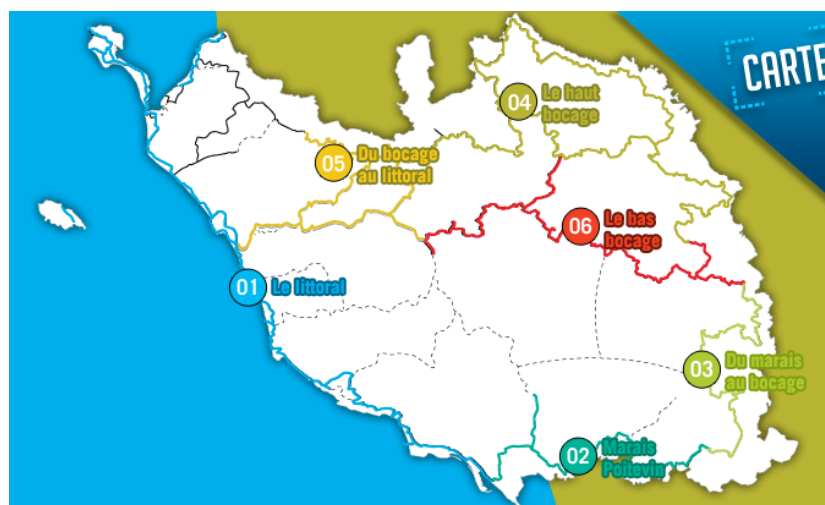 CARTE
04
Le haut
bocage
05
Du bocage
au littoral
06
Le bas
bocage
01
Le littoral
03
Du marais
au bocage
02
Marais
Poitevin